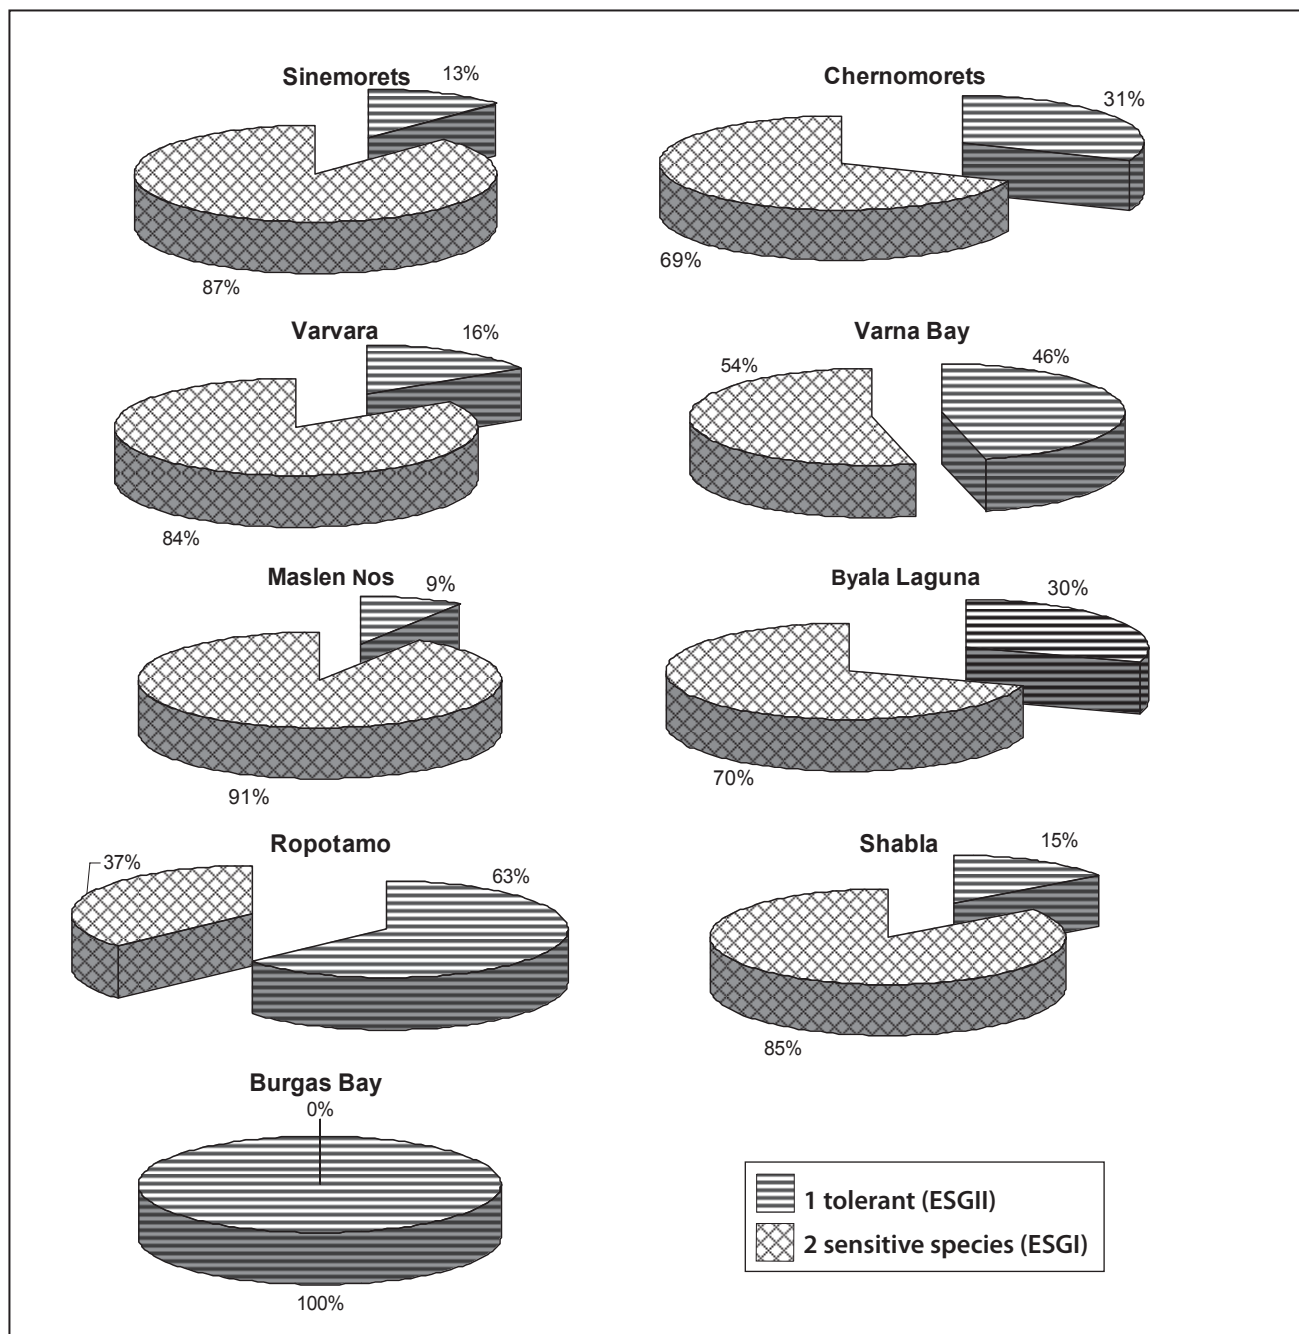 Sinemorets
13%
87%
Chernomorets
31%
69%
Varvara
16%
84%
Varna Bay
54%
46%
Maslen Nos
9%
91%
Byala Laguna
30%
70%
Ropotamo
37%
63%
Shabla
15%
85%
Burgas Bay
0%
100%
1 tolerant (ESGII)
2 sensitive species (ESGI)